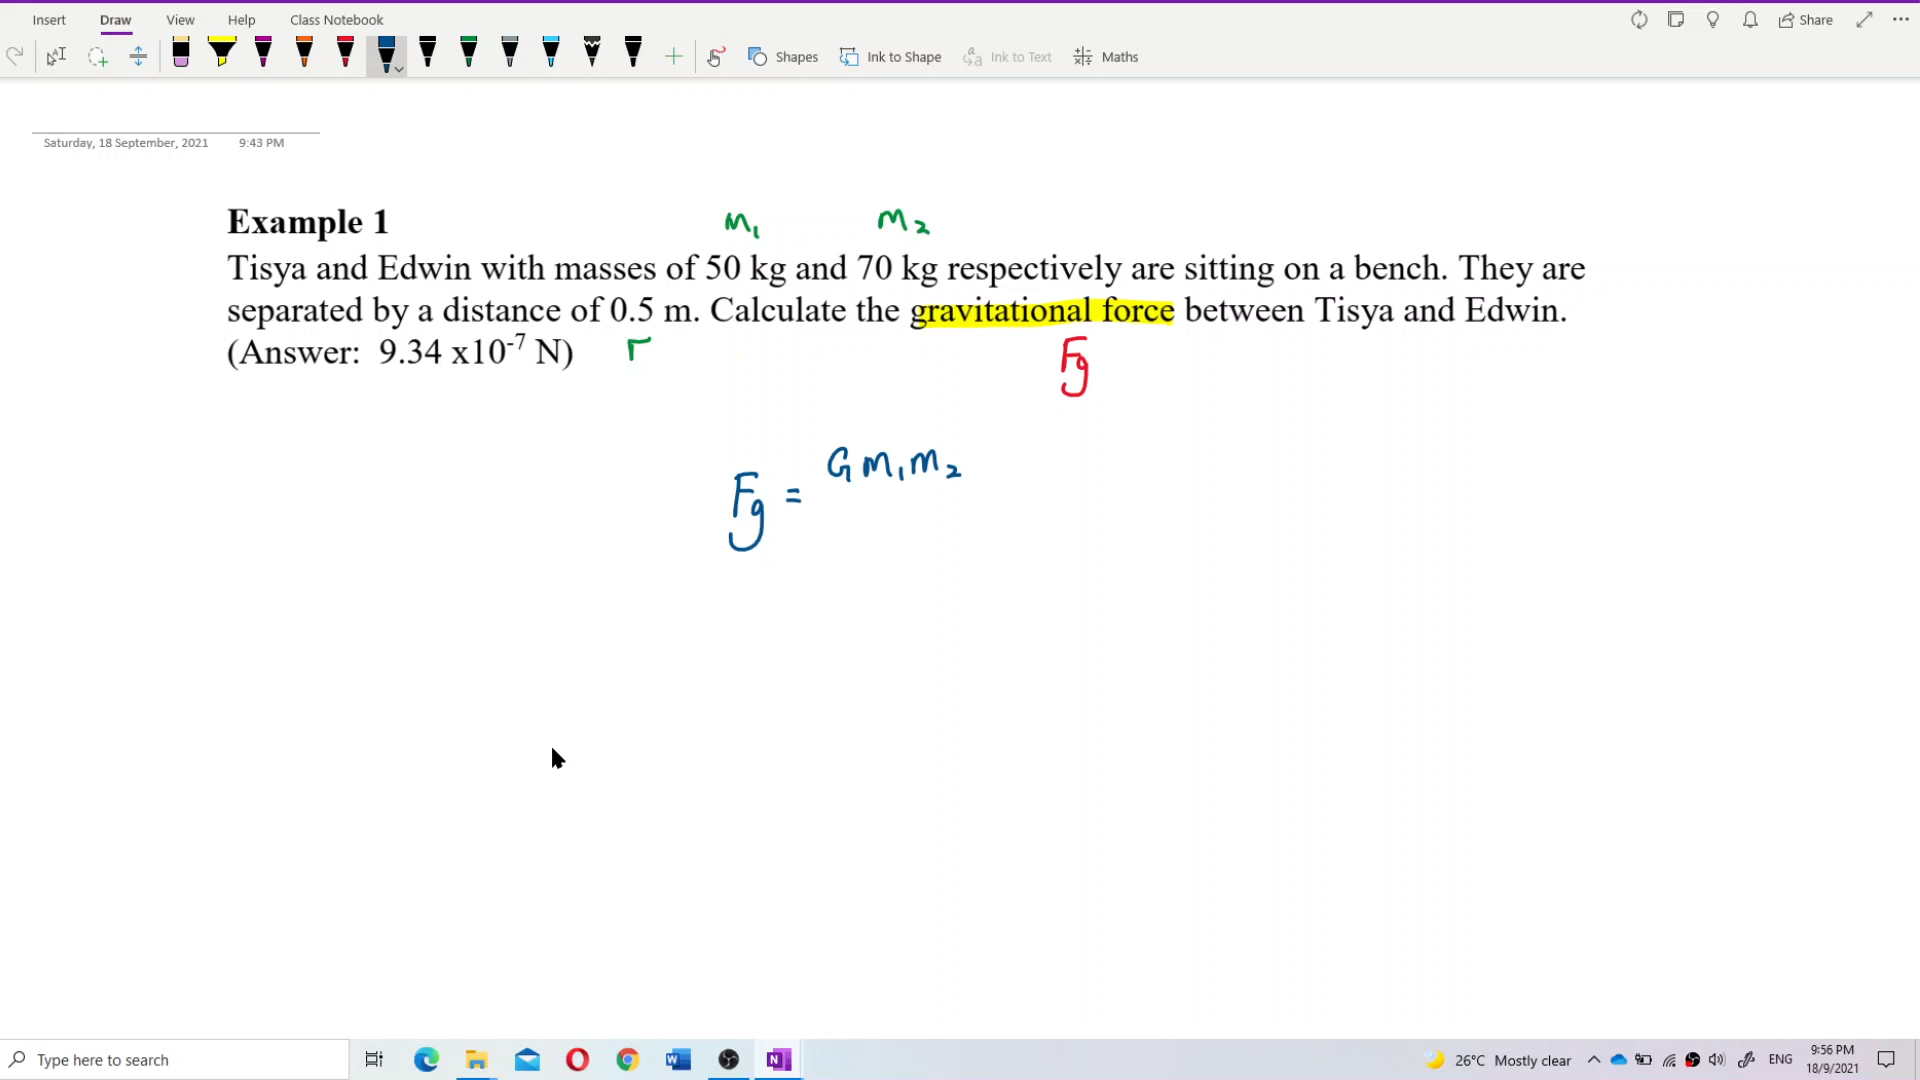 Insert Draw View Help Class Notebook Share
Shapes Ink to Shape Ink to Text Maths
Saturday, 18 September, 2021 9:43 PM
Example 1 m₁ m₂
Tisya and Edwin with masses of 50 kg and 70 kg respectively are sitting on a bench. They are
separated by a distance of 0.5 m. Calculate the gravitational force between Tisya and Edwin.
(Answer: 9.34 x10⁻⁷ N) r Fg
G m₁ m₂
Fg =
Type here to search 26°C Mostly clear ENG 9:56 PM
18/9/2021